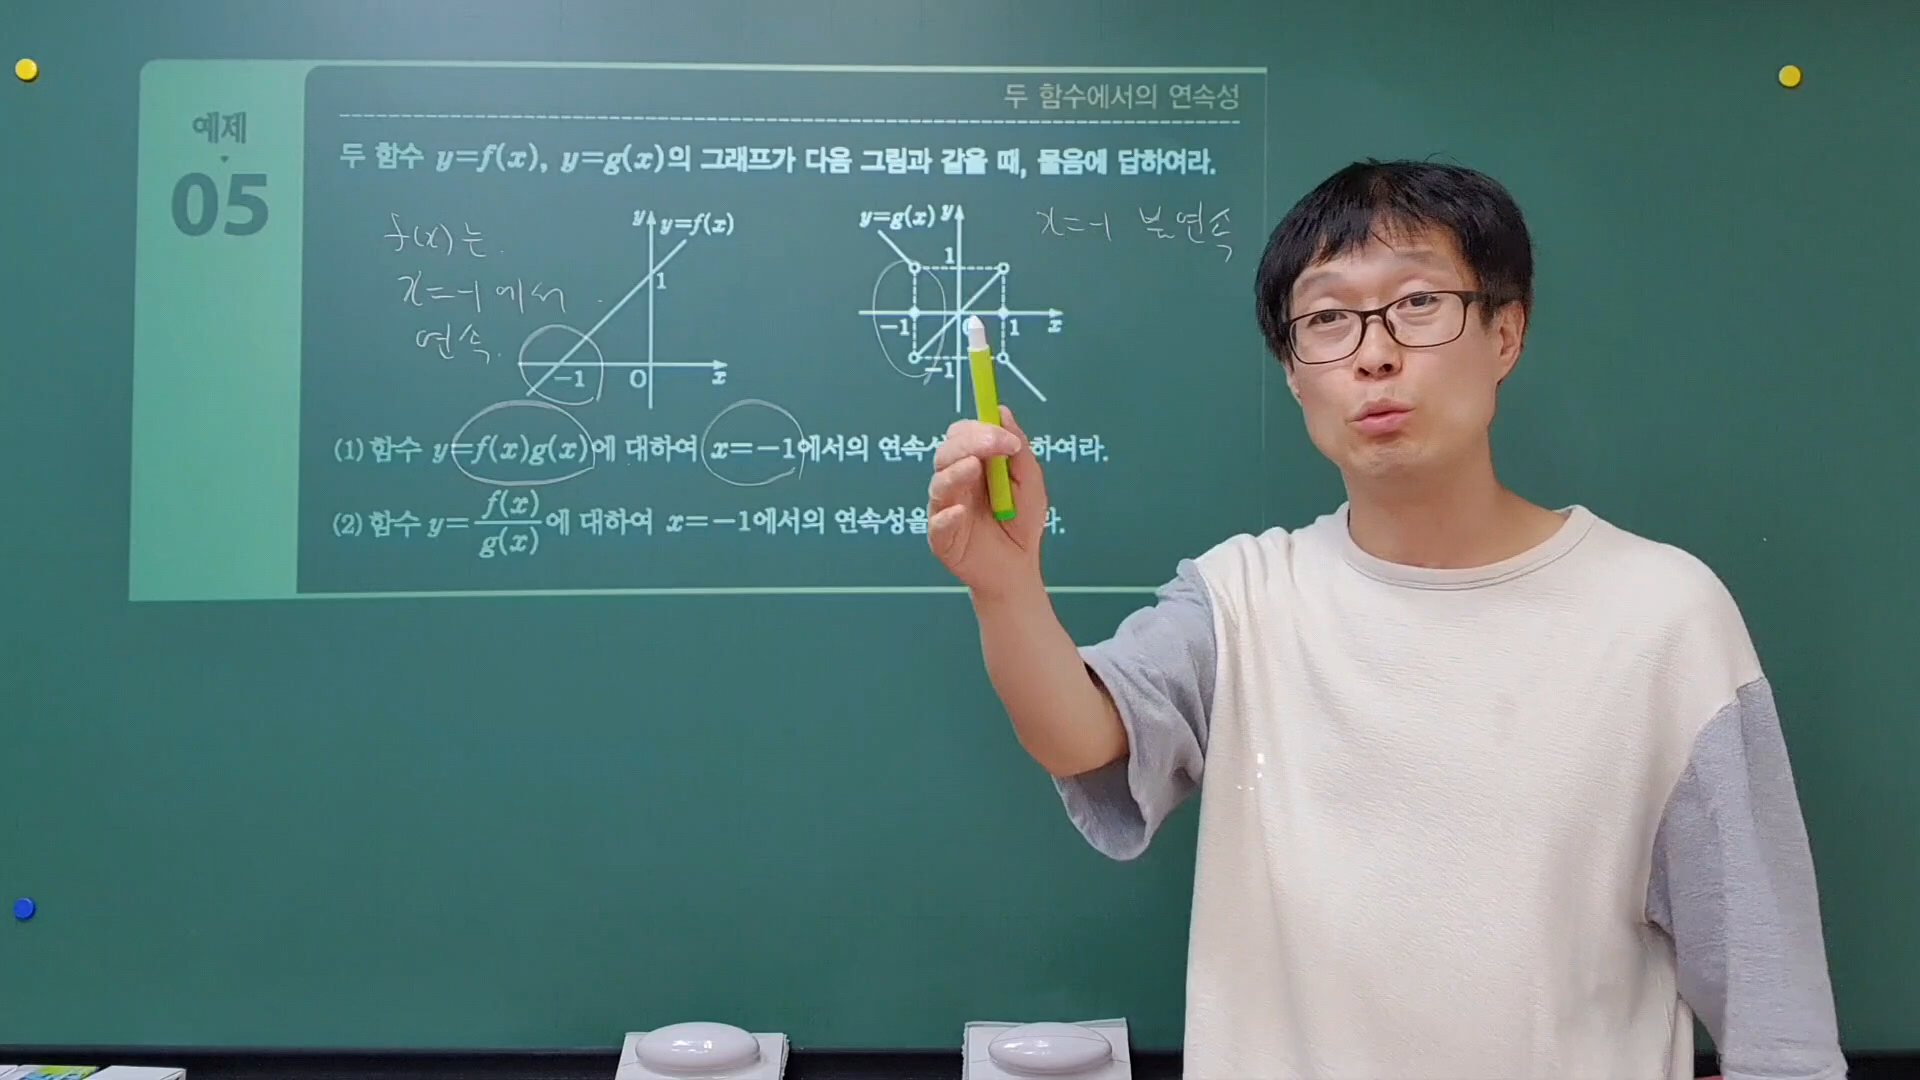 두 함수에서의 연속성
예제
05
두 함수 y=f(x), y=g(x)의 그래프가 다음 그림과 같을 때, 물음에 답하여라.
f(x)는
x=-1에서
연속.
y y=f(x)
1
-1 O x
y=g(x) y
1
-1 1 x
-1
x=-1 불연속
(1) 함수 y=f(x)g(x)에 대하여 x=-1에서의 연속 하여라.
(2) 함수 y=f(x)/g(x)에 대하여 x=-1에서의 연속성을 라.